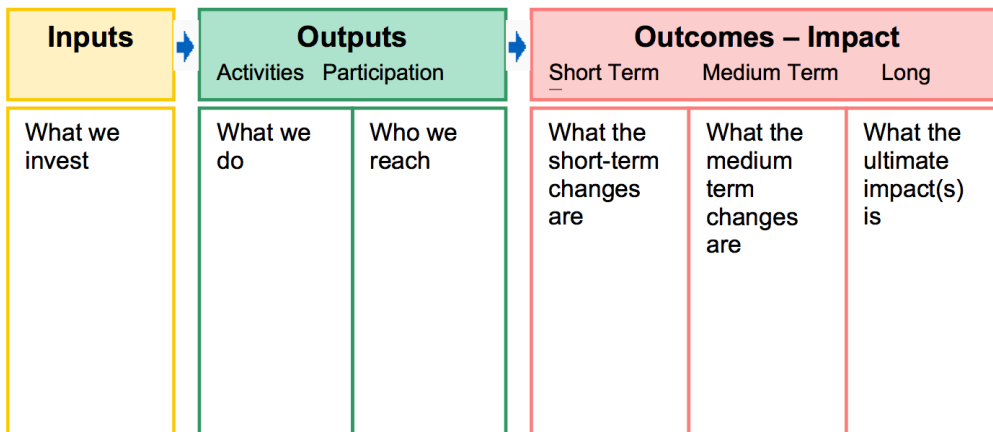 Inputs
Outputs
Activities Participation
Outcomes – Impact
Short Term Medium Term Long
What we
invest
What we
do
Who we
reach
What the
short-term
changes
are
What the
medium
term
changes
are
What the
ultimate
impact(s)
is